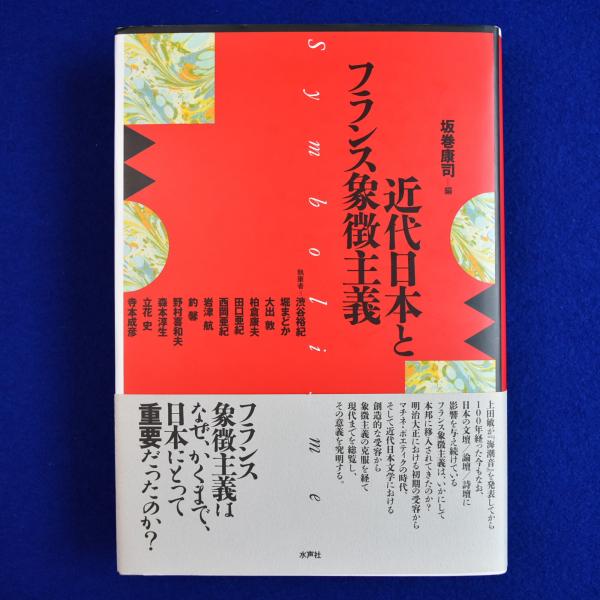 坂巻康司=編
近代日本と
フランス象徴主義
Symbolisme
執筆者=
渋谷裕紀
堀まどか
大出敦
柏倉康夫
田口亜紀
西岡亜紀
岩津航
釣馨
野村喜和夫
森本淳生
立花史
寺本成彦
上田敏が『海潮音』を発表してから
100年経った今もなお、
日本の文壇／論壇／詩壇に
影響を与え続けている
フランス象徴主義は、いかにして
本邦に移入されてきたのか?
明治大正における初期の受容から
マチネ・ポエティクの時代、
そして近代日本文学における
創造的な受容から
象徴主義の克服を経て
現代までを総覧し、
その意義を究明する。
フランス
象徴主義は
なぜ、かくまで、
日本にとって
重要だったのか?
水声社